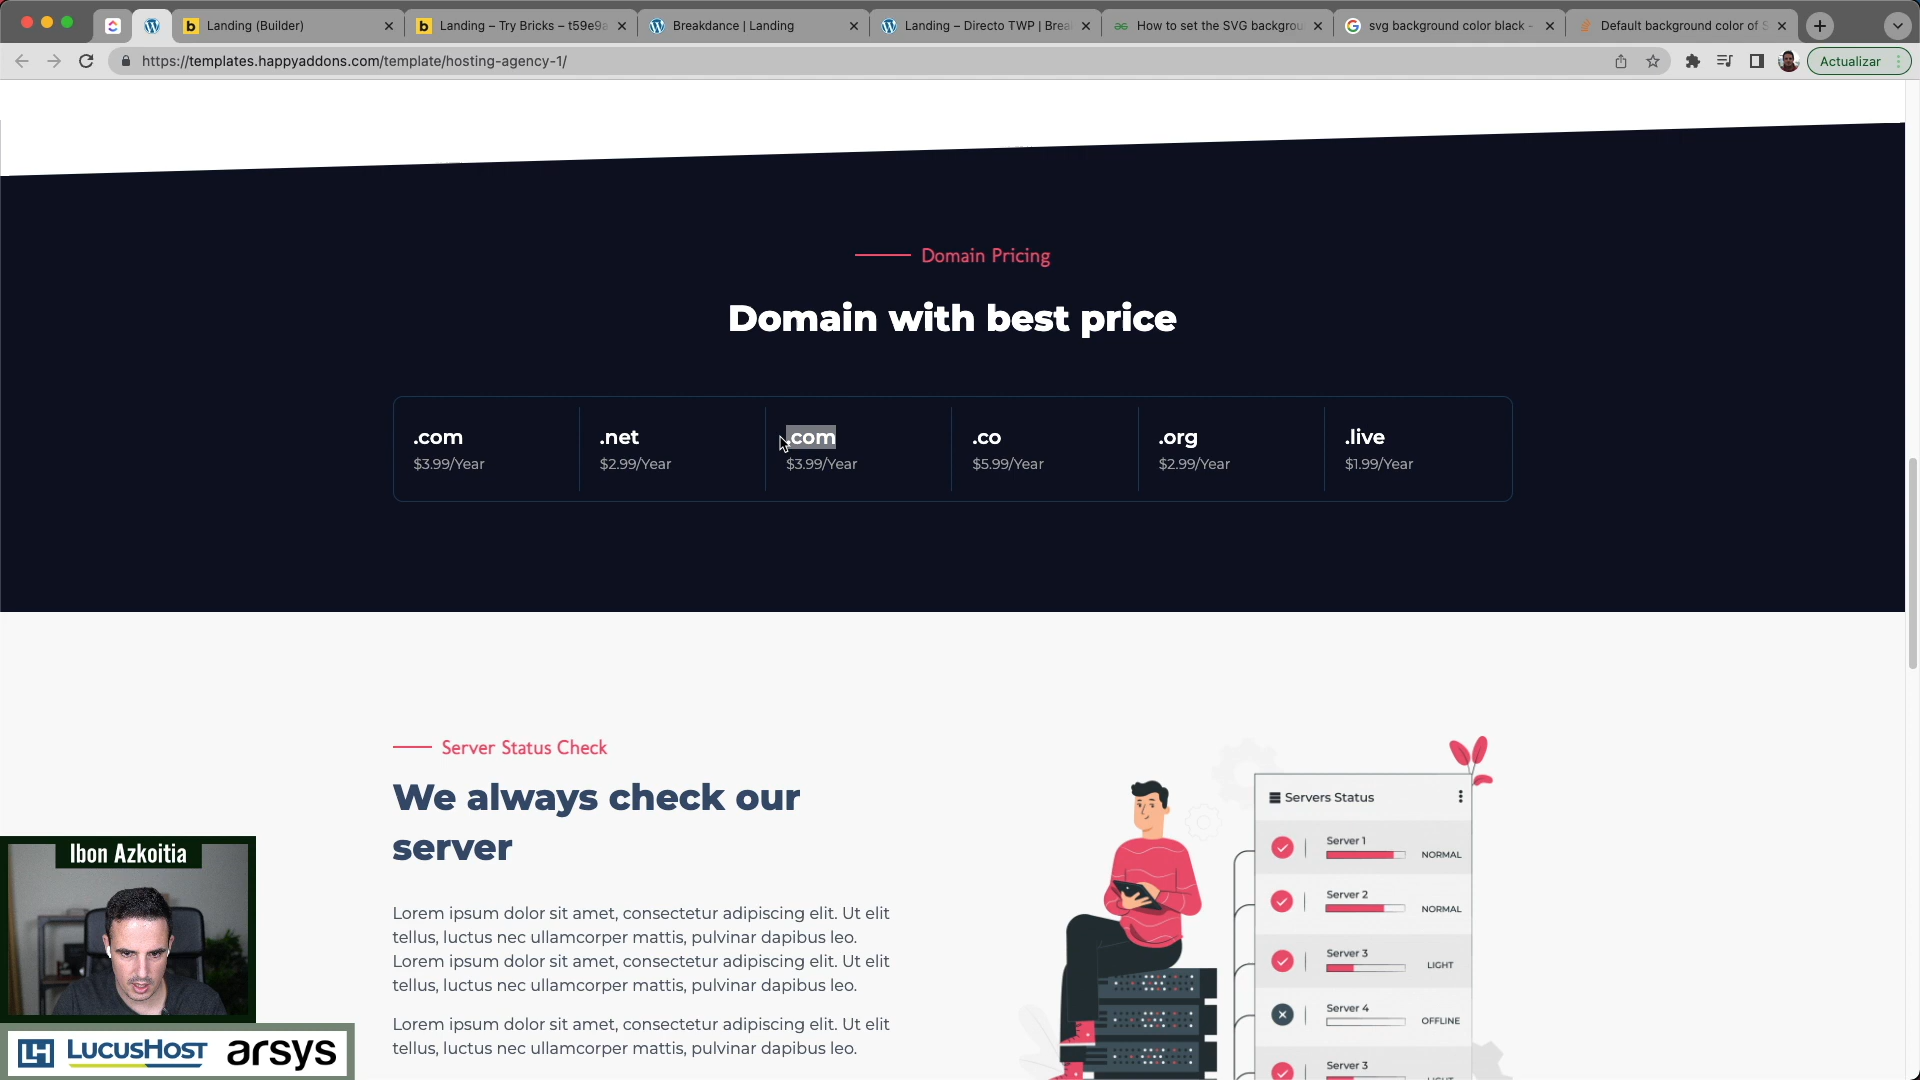 Landing (Builder)
Landing – Try Bricks – t59e9a
Breakdance | Landing
Landing – Directo TWP | Brea
How to set the SVG backgrou
svg background color black -
Default background color of S
https://templates.happyaddons.com/template/hosting-agency-1/
Actualizar
Domain Pricing
Domain with best price
.com
$3.99/Year
.net
$2.99/Year
.com
$3.99/Year
.co
$5.99/Year
.org
$2.99/Year
.live
$1.99/Year
Server Status Check
We always check our
server
Lorem ipsum dolor sit amet, consectetur adipiscing elit. Ut elit
tellus, luctus nec ullamcorper mattis, pulvinar dapibus leo.
Lorem ipsum dolor sit amet, consectetur adipiscing elit. Ut elit
tellus, luctus nec ullamcorper mattis, pulvinar dapibus leo.
Lorem ipsum dolor sit amet, consectetur adipiscing elit. Ut elit
tellus, luctus nec ullamcorper mattis, pulvinar dapibus leo.
Servers Status
Server 1
NORMAL
Server 2
NORMAL
Server 3
LIGHT
Server 4
OFFLINE
Server 3
Ibon Azkoitia
LH LUCUSHOST arsys